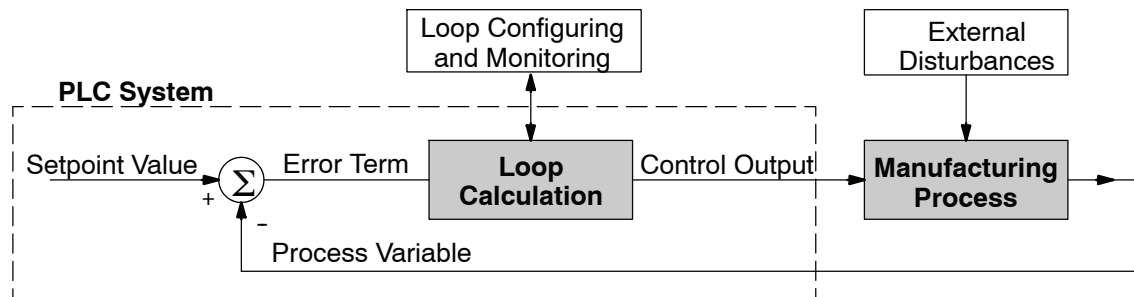 Loop Configuring
and Monitoring
External
Disturbances
PLC System
Setpoint Value
+
Σ
–
Error Term
Loop
Calculation
Control Output
Manufacturing
Process
Process Variable